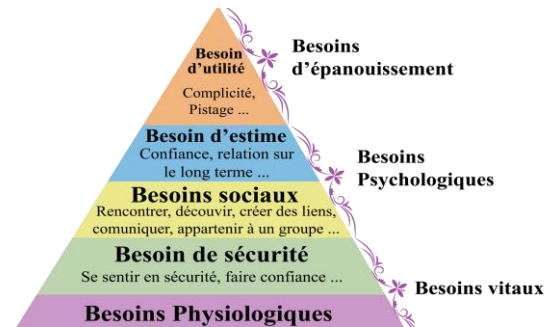 Besoin
d'utilité
Complicité,
Pistage ...
Besoins
d'épanouissement
Besoin d'estime
Confiance, relation sur
le long terme ...
Besoins
Psychologiques
Besoins sociaux
Rencontrer, découvir, créer des liens,
comuniquer, appartenir à un groupe ...
Besoin de sécurité
Se sentir en sécurité, faire confiance ...
Besoins vitaux
Besoins Physiologiques